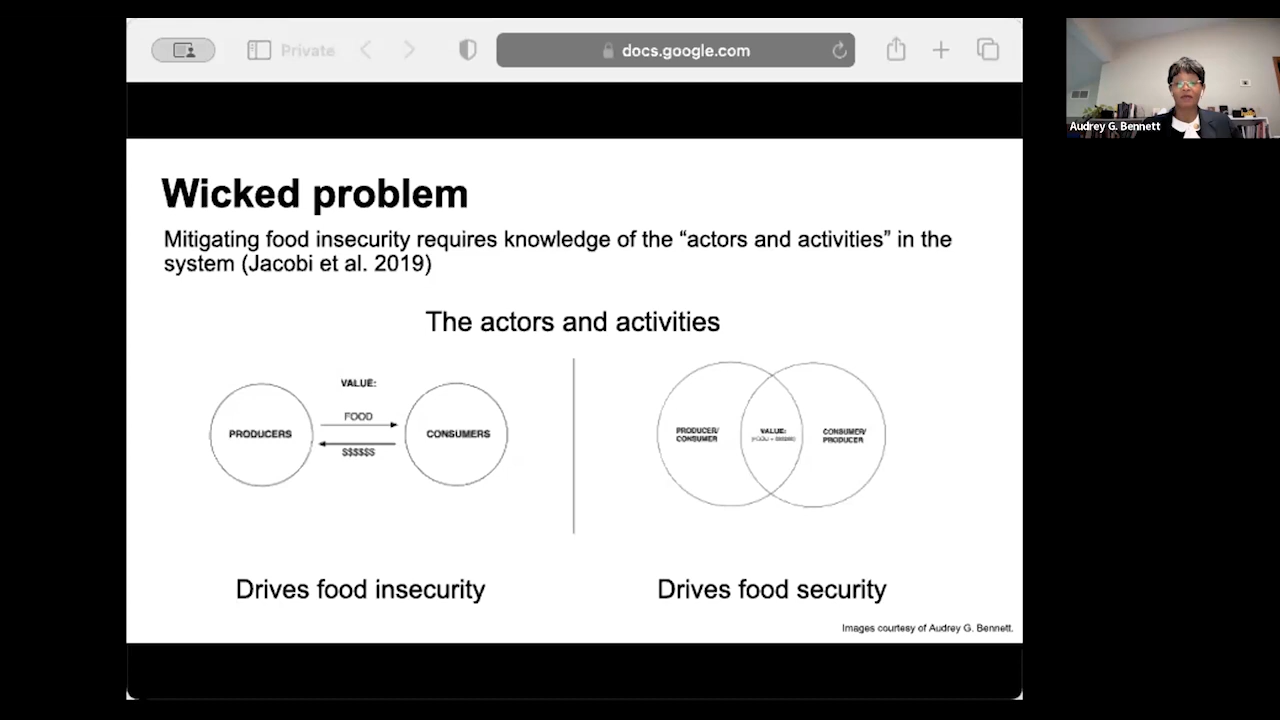 Private
docs.google.com
Audrey G. Bennett
Wicked problem
Mitigating food insecurity requires knowledge of the “actors and activities” in the
system (Jacobi et al. 2019)
The actors and activities
VALUE:
FOOD
PRODUCERS
CONSUMERS
$$$$$$
PRODUCER/
CONSUMER
VALUE:
(FOOD + $$$$$$)
CONSUMER/
PRODUCER
Drives food insecurity
Drives food security
Images courtesy of Audrey G. Bennett.